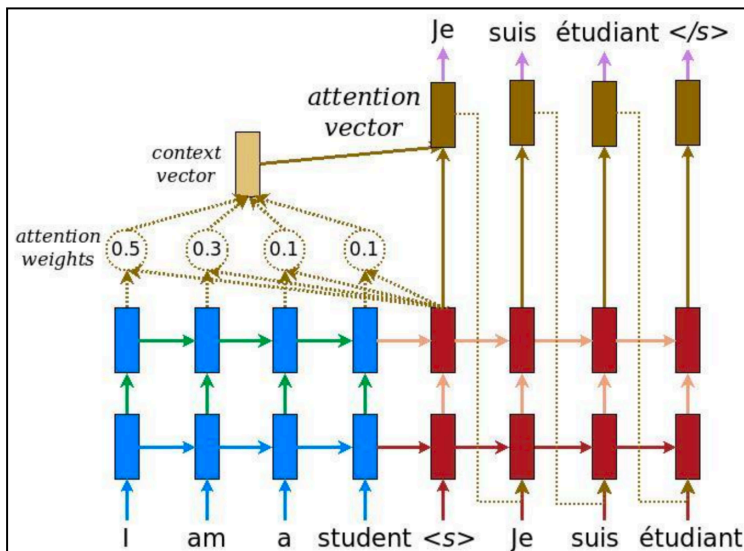 Je suis étudiant </s>
attention
vector
context
vector
attention
weights
0.5 0.3 0.1 0.1
I am a student <s> Je suis étudiant